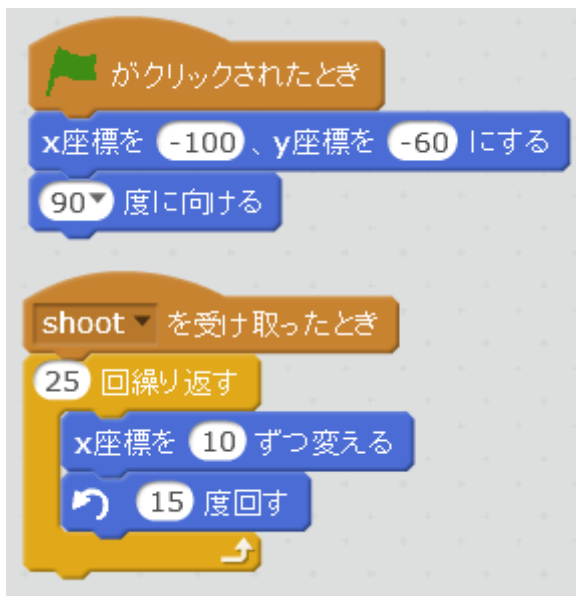 がクリックされたとき
x座標を -100 、y座標を -60 にする
90 度に向ける
shoot を受け取ったとき
25 回繰り返す
x座標を 10 ずつ変える
15 度回す